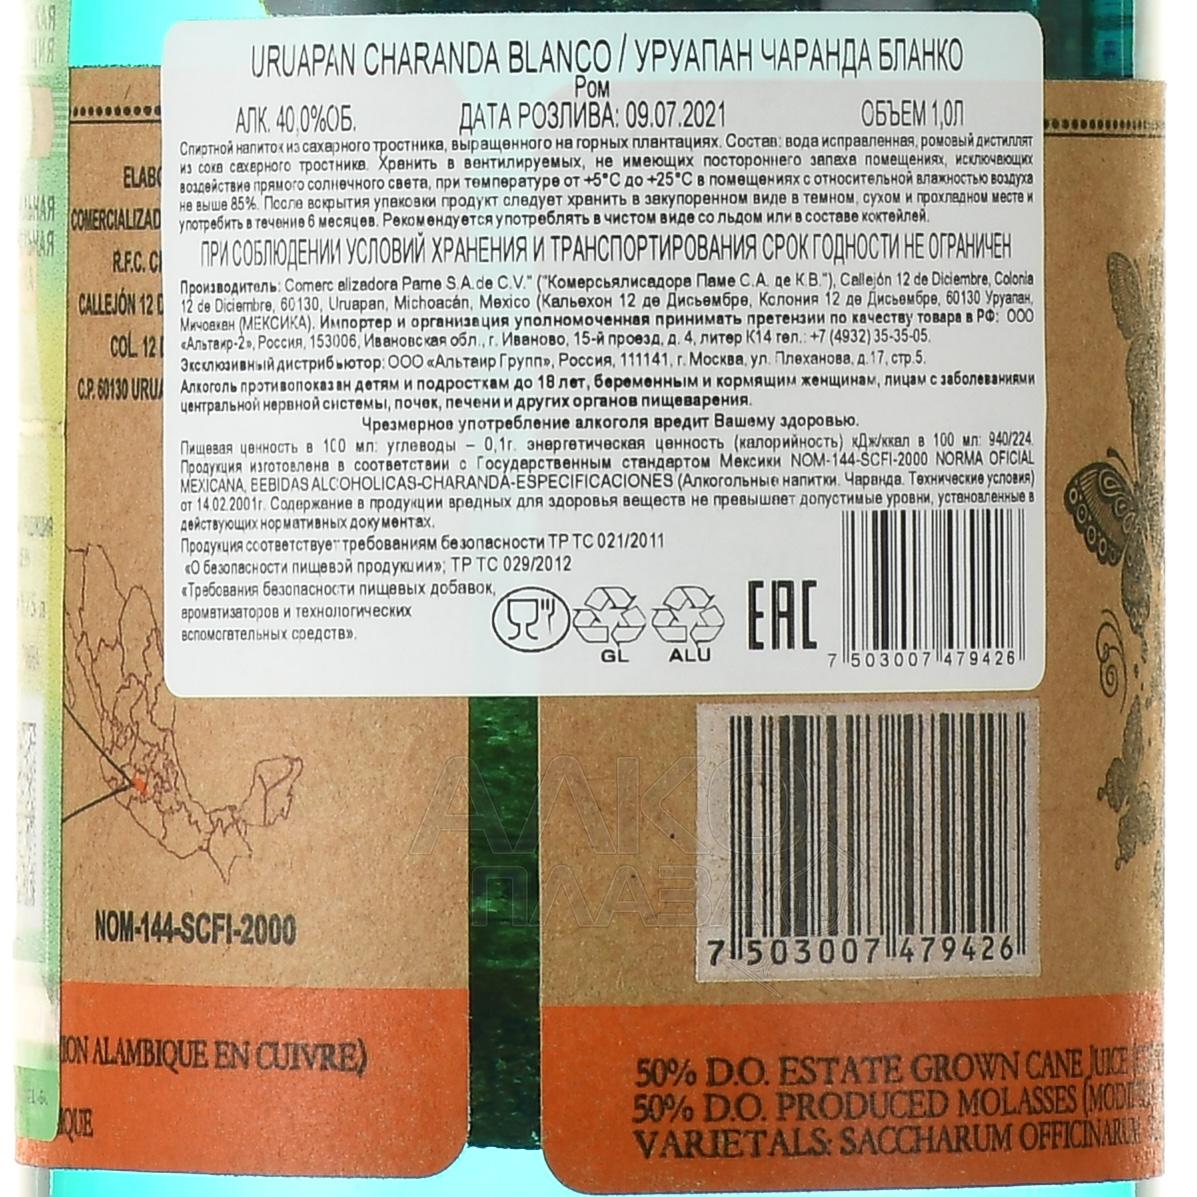 URUAPAN CHARANDA BLANCO / УРУАПАН ЧАРАНДА БЛАНКО
Ром
АЛК. 40,0%ОБ. ДАТА РОЗЛИВА: 09.07.2021 ОБЪЕМ 1,0Л
Спиртной напиток из сахарного тростника, выращенного на горных плантациях. Состав: вода исправленная, ромовый дистиллят
из сока сахарного тростника. Хранить в вентилируемых, не имеющих постороннего запаха помещениях, исключающих
воздействие прямого солнечного света, при температуре от +5°С до +25°С в помещениях с относительной влажностью воздуха
не выше 85%. После вскрытия упаковки продукт следует хранить в закупоренном виде в темном, сухом и прохладном месте и
употребить в течение 6 месяцев. Рекомендуется употреблять в чистом виде со льдом или в составе коктейлей.
ПРИ СОБЛЮДЕНИИ УСЛОВИЙ ХРАНЕНИЯ И ТРАНСПОРТИРОВАНИЯ СРОК ГОДНОСТИ НЕ ОГРАНИЧЕН
Производитель: Comerc alizadora Pame S.A.de C.V." ("Комерсьялисадора Паме С.А. де К.В."), Callejón 12 de Diciembre, Colonia
12 de Diciembre, 60130, Uruapan, Michoacán, Mexico (Кальехон 12 де Дисьембре, Колония 12 де Дисьембре, 60130 Уруапан,
Мичоакан (МЕКСИКА). Импортер и организация уполномоченная принимать претензии по качеству товара в РФ: ООО
«Альтаир-2», Россия, 153006, Ивановская обл., г. Иваново, 15-й проезд, д. 4, литер К14 тел.: +7 (4932) 35-35-05.
Эксклюзивный дистрибьютор: ООО «Альтаир Групп», Россия, 111141, г. Москва, ул. Плеханова, д.17, стр.5.
Алкоголь противопоказан детям и подросткам до 18 лет, беременным и кормящим женщинам, лицам с заболеваниями
центральной нервной системы, почек, печени и других органов пищеварения.
Чрезмерное употребление алкоголя вредит Вашему здоровью.
Пищевая ценность в 100 мл: углеводы – 0,1г. энергетическая ценность (калорийность) кДж/ккал в 100 мл: 940/224.
Продукция изготовлена в соответствии с Государственным стандартом Мексики NOM-144-SCFI-2000 NORMA OFICIAL
MEXICANA, BEBIDAS ALCOHOLICAS-CHARANDA-ESPECIFICACIONES (Алкогольные напитки. Чаранда. Технические условия)
от 14.02.2001г. Содержание в продукции вредных для здоровья веществ не превышает допустимые уровни, установленные в
действующих нормативных документах.
Продукция соответствует требованиям безопасности ТР ТС 021/2011
«О безопасности пищевой продукции»; ТР ТС 029/2012
«Требования безопасности пищевых добавок,
ароматизаторов и технологических
вспомогательных средств».
GL ALU EAC
7 503007 479426
ELABO
COMERCIALIZAD
R.F.C. C
CALLEJÓN 12 D
COL. 12
C.P. 60130 URUA
NOM-144-SCFI-2000
ION ALAMBIQUE EN CUIVRE)
IQUE
7 503007 479426
АЛКО
ПЛАЗА
50% D.O. ESTATE GROWN CANE JUICE
50% D.O. PRODUCED MOLASSES
VARIETALS: SACCHARUM OFFICINARUM